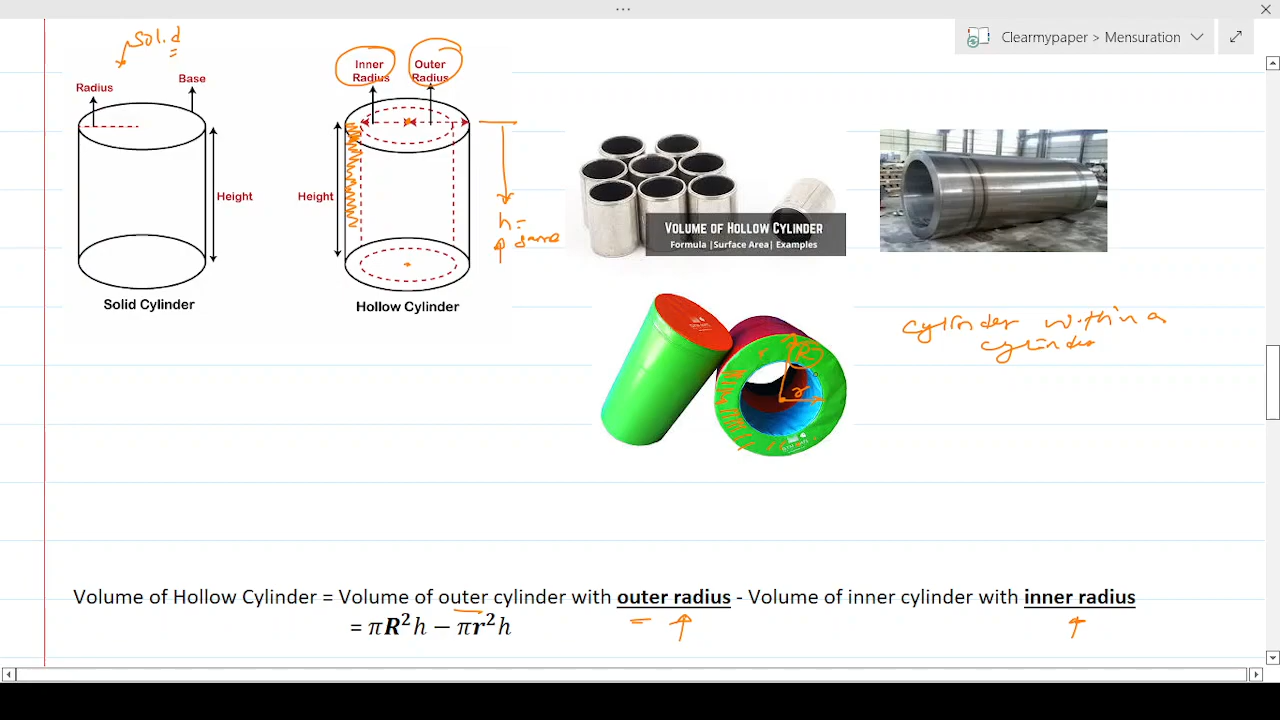 ...
Clearmypaper > Mensuration
solid
Radius
Base
Height
Solid Cylinder
Inner
Radius
Outer
Radius
Height
h =
same
Hollow Cylinder
VOLUME OF HOLLOW CYLINDER
Formula |Surface Area| Examples
R
r
r
cylinder within a
cylinder
Volume of Hollow Cylinder = Volume of outer cylinder with outer radius - Volume of inner cylinder with inner radius
= πR²h − πr²h